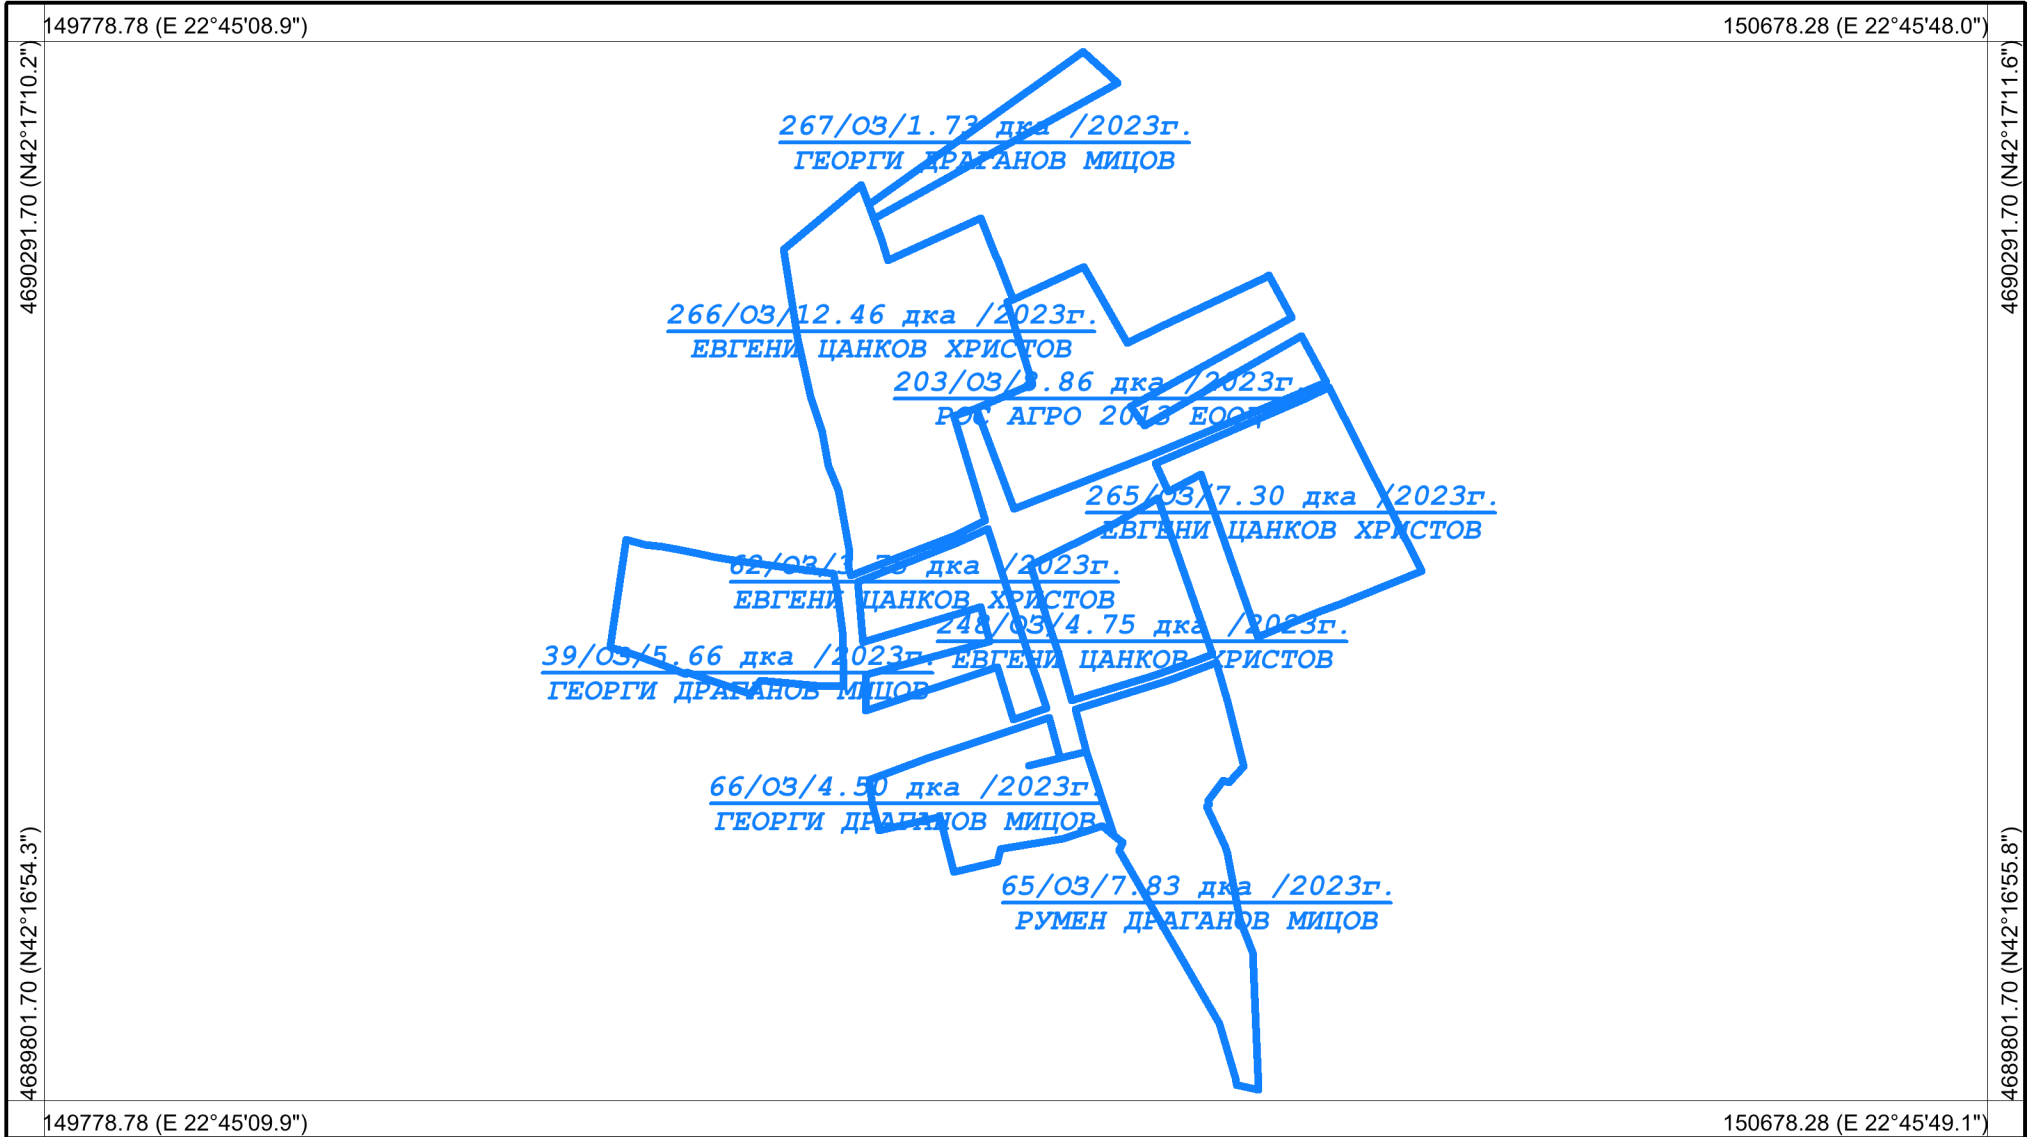 149778.78 (E 22°45'08.9")
150678.28 (E 22°45'48.0")
4690291.70 (N42°17'10.2")
4690291.70 (N42°17'11.6")
267/ОЗ/1.73 дка /2023г.
ГЕОРГИ ДРАГАНОВ МИЦОВ
266/ОЗ/12.46 дка /2023г.
ЕВГЕНИ ЦАНКОВ ХРИСТОВ
203/ОЗ/8.86 дка /2023г.
РОС АГРО 2013 ЕООД
265/ОЗ/7.30 дка /2023г.
ЕВГЕНИ ЦАНКОВ ХРИСТОВ
дка /2023г.
ЕВГЕНИ ЦАНКОВ ХРИСТОВ
248/ОЗ/4.75 дка /2023г.
ЕВГЕНИ ЦАНКОВ ХРИСТОВ
39/ОЗ/5.66 дка /2023г.
ГЕОРГИ ДРАГАНОВ МИЦОВ
66/ОЗ/4.50 дка /2023г.
ГЕОРГИ ДРАГАНОВ МИЦОВ
65/ОЗ/7.83 дка /2023г.
РУМЕН ДРАГАНОВ МИЦОВ
4689801.70 (N42°16'54.3")
4689801.70 (N42°16'55.8")
149778.78 (E 22°45'09.9")
150678.28 (E 22°45'49.1")